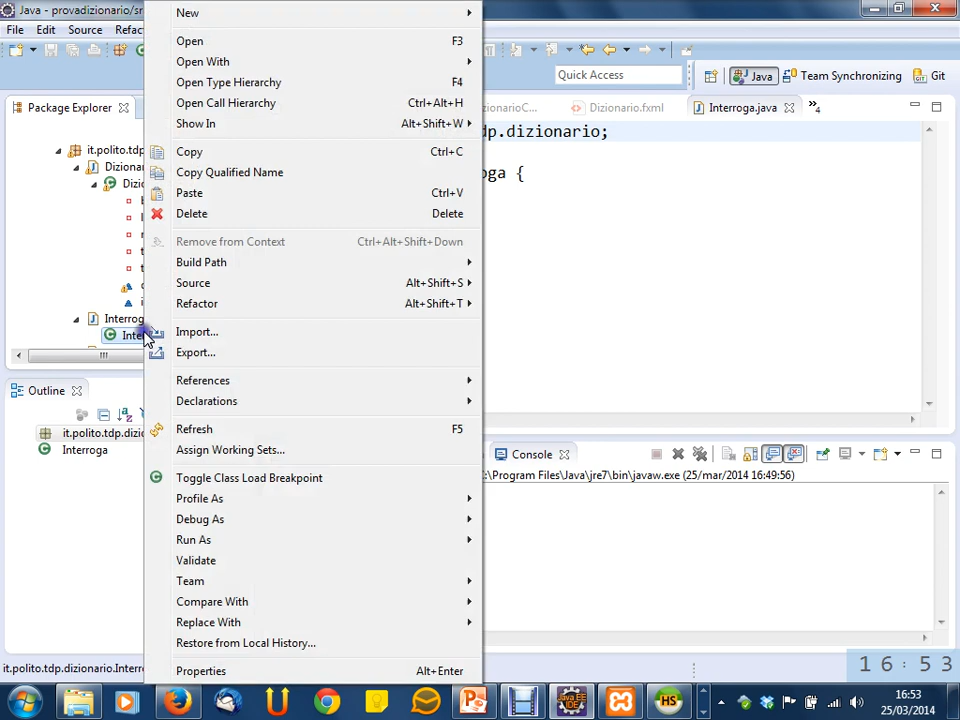 Java - provadizionario/sr
File Edit Source Refac
Quick Access
Java
Team Synchronizing
Git
Package Explorer
Dizionario.fxml
Interroga.java
»4
it.polito.tdp
Dizionar
Dizi
Interrog
Inte
dp.dizionario;
oga {
New
Open F3
Open With
Open Type Hierarchy F4
Open Call Hierarchy Ctrl+Alt+H
Show In Alt+Shift+W
Copy Ctrl+C
Copy Qualified Name
Paste Ctrl+V
Delete Delete
Remove from Context Ctrl+Alt+Shift+Down
Build Path
Source Alt+Shift+S
Refactor Alt+Shift+T
Import...
Export...
References
Declarations
Refresh F5
Assign Working Sets...
Toggle Class Load Breakpoint
Profile As
Debug As
Run As
Validate
Team
Compare With
Replace With
Restore from Local History...
Properties Alt+Enter
Outline
it.polito.tdp.dizi
Interroga
Console
:\Program Files\Java\jre7\bin\javaw.exe (25/mar/2014 16:49:56)
it.polito.tdp.dizionario.Interro
16:53
16:53
25/03/2014